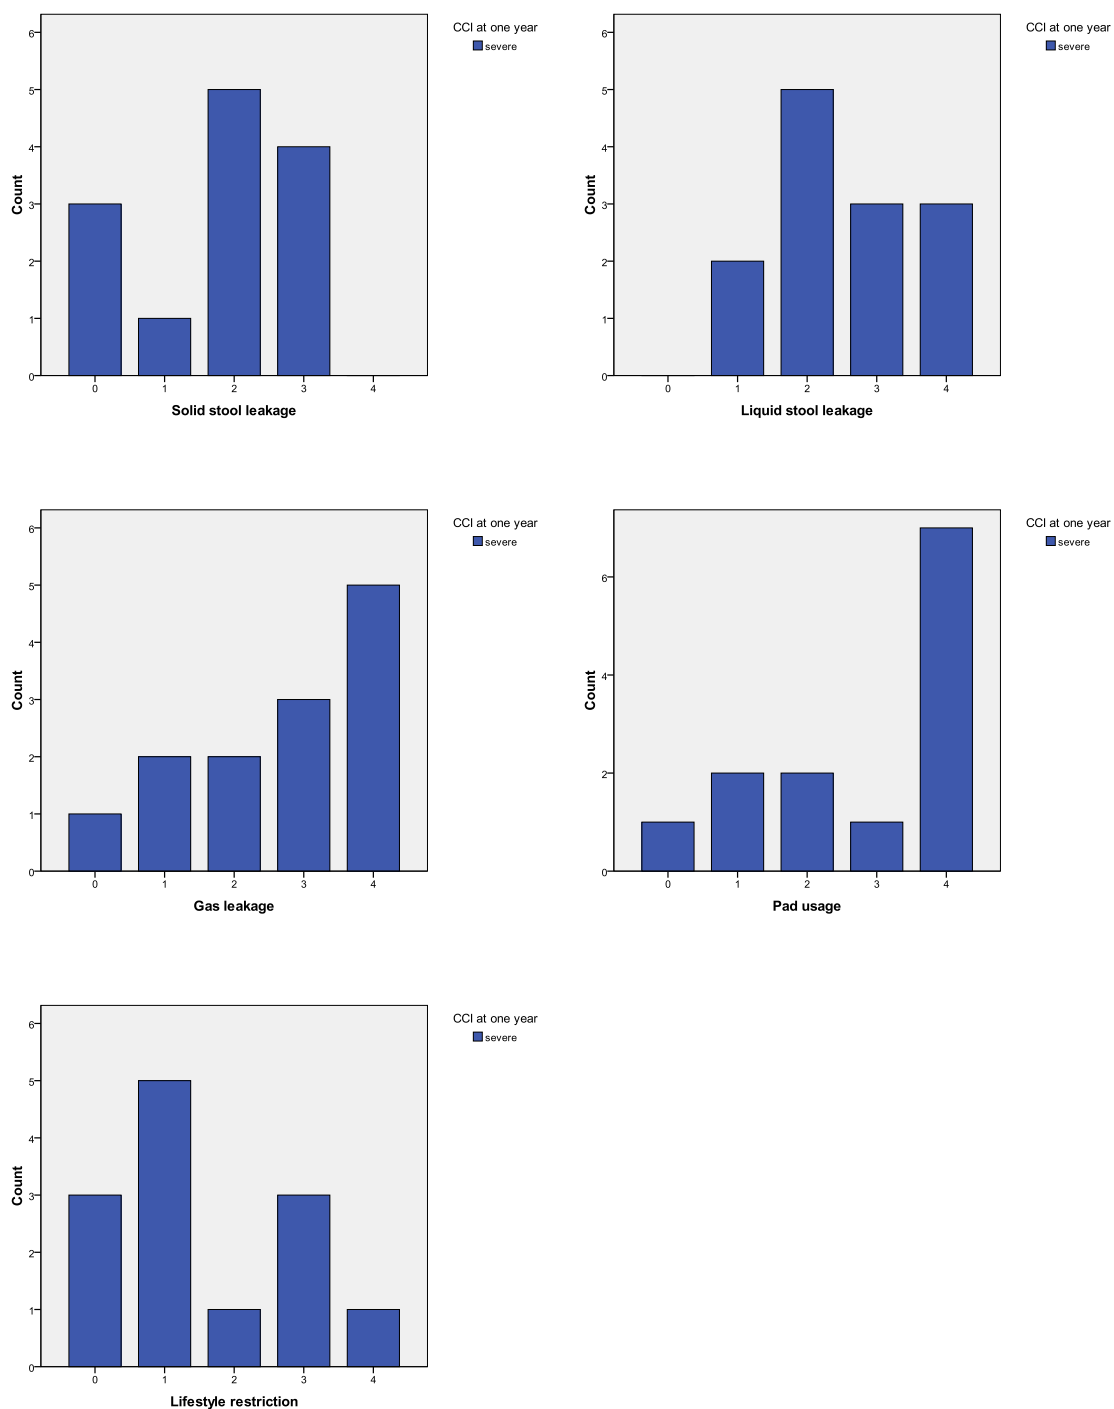 CCI at one year
severe
6
5
4
3
2
1
0
Count
0 1 2 3 4
Solid stool leakage
CCI at one year
severe
6
5
4
3
2
1
0
Count
0 1 2 3 4
Liquid stool leakage
CCI at one year
severe
6
5
4
3
2
1
0
Count
0 1 2 3 4
Gas leakage
CCI at one year
severe
6
4
2
0
Count
0 1 2 3 4
Pad usage
CCI at one year
severe
6
5
4
3
2
1
0
Count
0 1 2 3 4
Lifestyle restriction